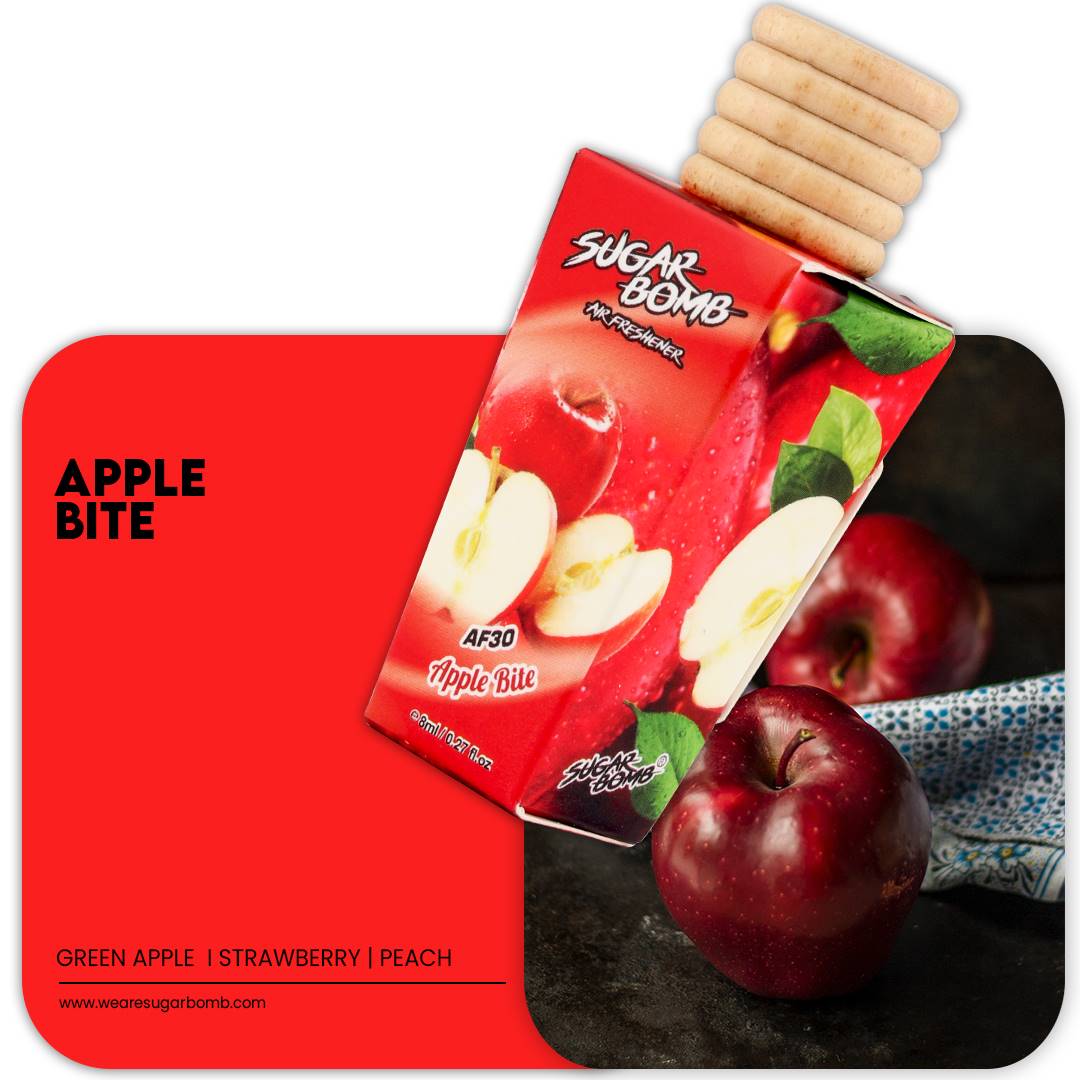 SUGAR
BOMB
AIR FRESHENER
APPLE
BITE
AF30
Apple Bite
℮ 8ml / 0.27 fl.oz
SUGAR
BOMB®
GREEN APPLE I STRAWBERRY | PEACH
www.wearesugarbomb.com